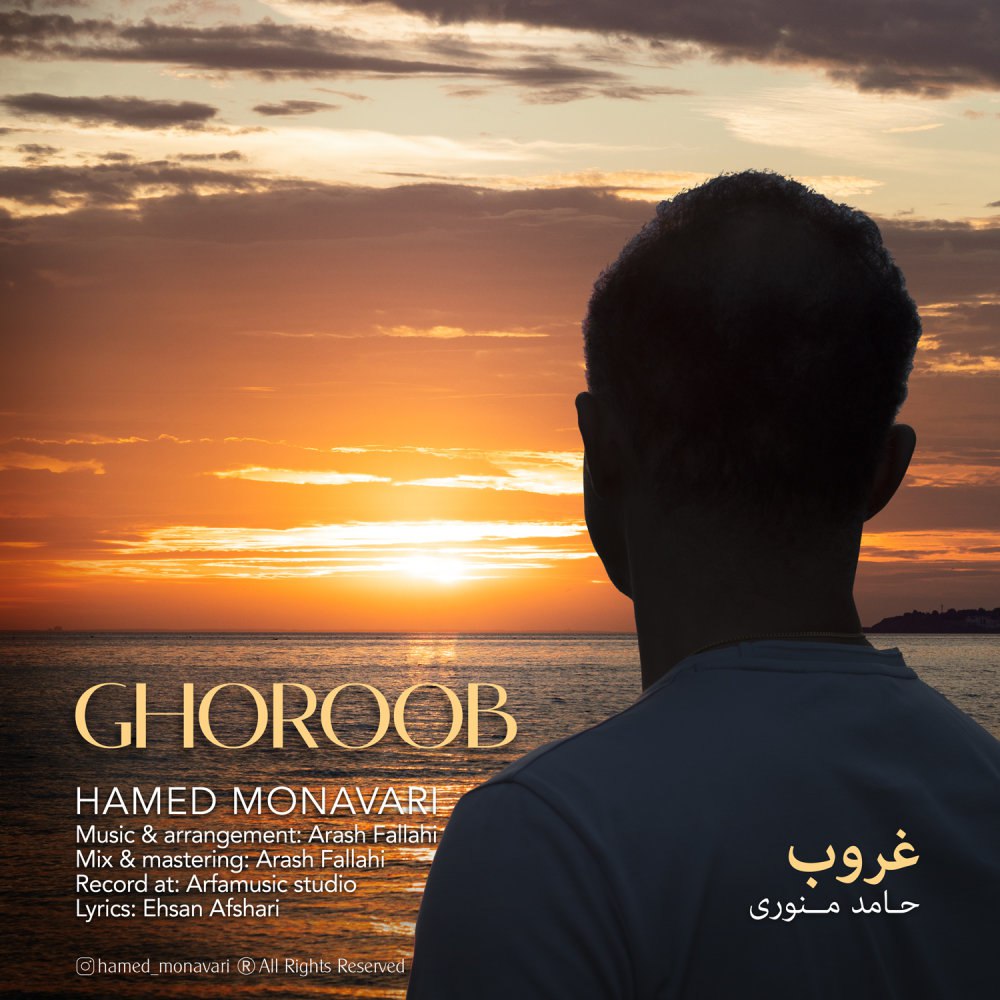 GHOROOB
HAMED MONAVARI
Music & arrangement: Arash Fallahi
Mix & mastering: Arash Fallahi
Record at: Arfamusic studio
Lyrics: Ehsan Afshari
hamed_monavari ® All Rights Reserved
غروب
حامد منوری